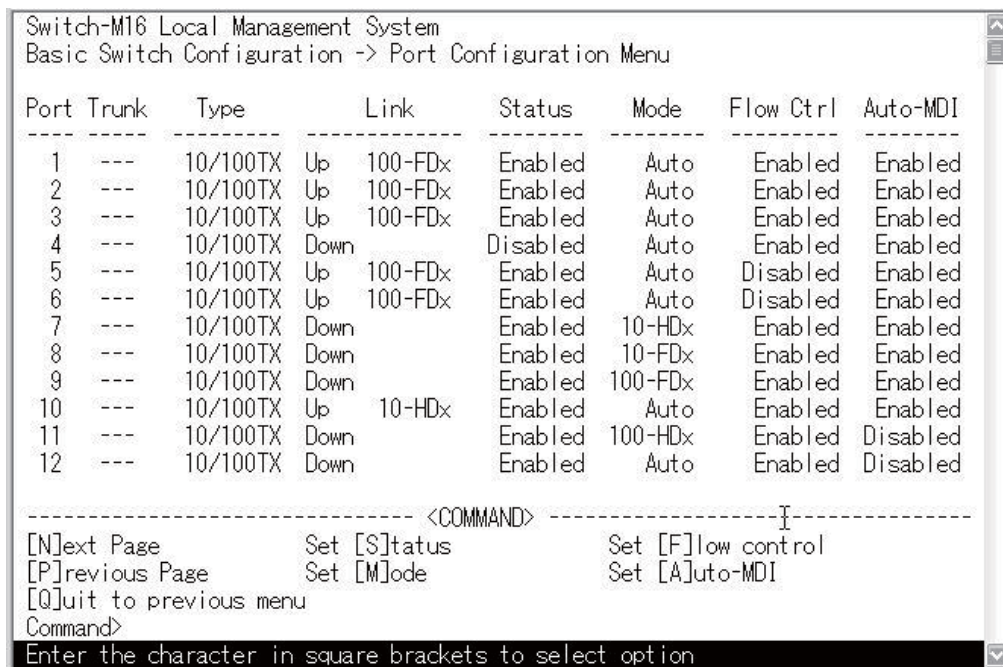 Switch-M16 Local Management System
Basic Switch Configuration -> Port Configuration Menu
Port Trunk Type Link Status Mode Flow Ctrl Auto-MDI
---- ----- --------- -------------- -------- -------- --------- --------
1 --- 10/100TX Up 100-FDx Enabled Auto Enabled Enabled
2 --- 10/100TX Up 100-FDx Enabled Auto Enabled Enabled
3 --- 10/100TX Up 100-FDx Enabled Auto Enabled Enabled
4 --- 10/100TX Down Disabled Auto Enabled Enabled
5 --- 10/100TX Up 100-FDx Enabled Auto Disabled Enabled
6 --- 10/100TX Up 100-FDx Enabled Auto Disabled Enabled
7 --- 10/100TX Down Enabled 10-HDx Enabled Enabled
8 --- 10/100TX Down Enabled 10-FDx Enabled Enabled
9 --- 10/100TX Down Enabled 100-FDx Enabled Enabled
10 --- 10/100TX Up 10-HDx Enabled Auto Enabled Enabled
11 --- 10/100TX Down Enabled 100-HDx Enabled Disabled
12 --- 10/100TX Down Enabled Auto Enabled Disabled
----------------------------------- <COMMAND> --------------------------------------
[N]ext Page Set [S]tatus Set [F]low control
[P]revious Page Set [M]ode Set [A]uto-MDI
[Q]uit to previous menu
Command>
Enter the character in square brackets to select option